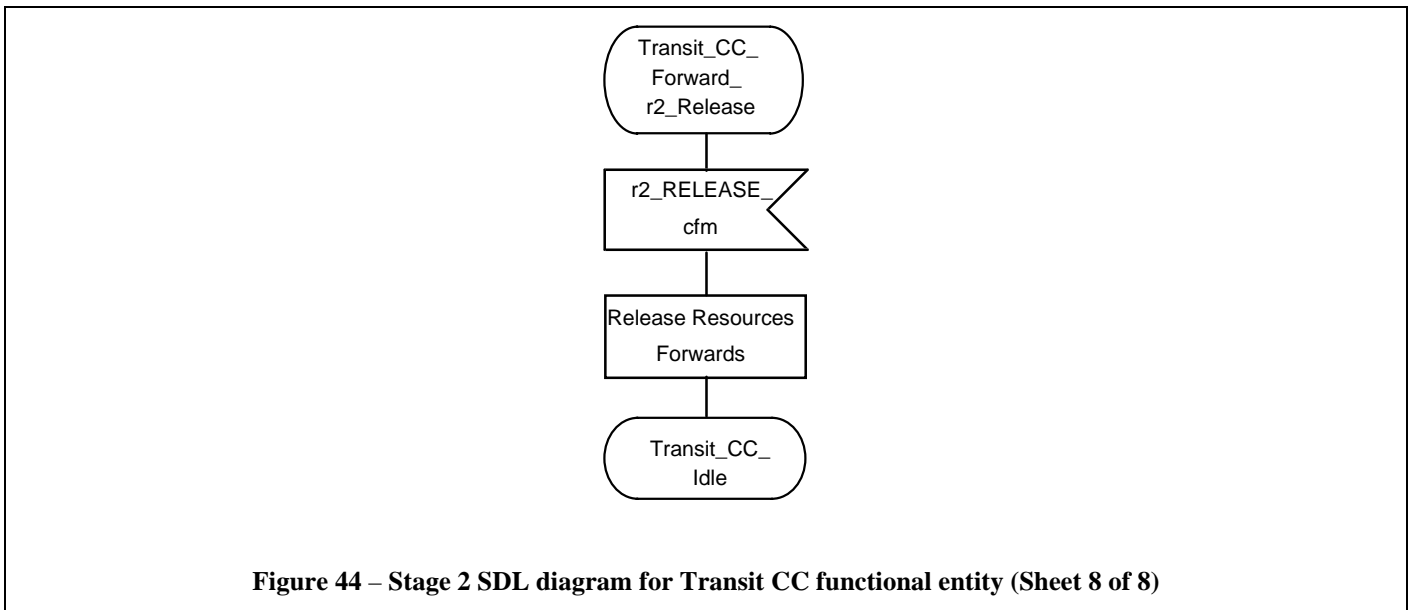 Transit_CC_
Forward_
r2_Release
r2_RELEASE_
cfm
Release Resources
Forwards
Transit_CC_
Idle
Figure 44 – Stage 2 SDL diagram for Transit CC functional entity (Sheet 8 of 8)